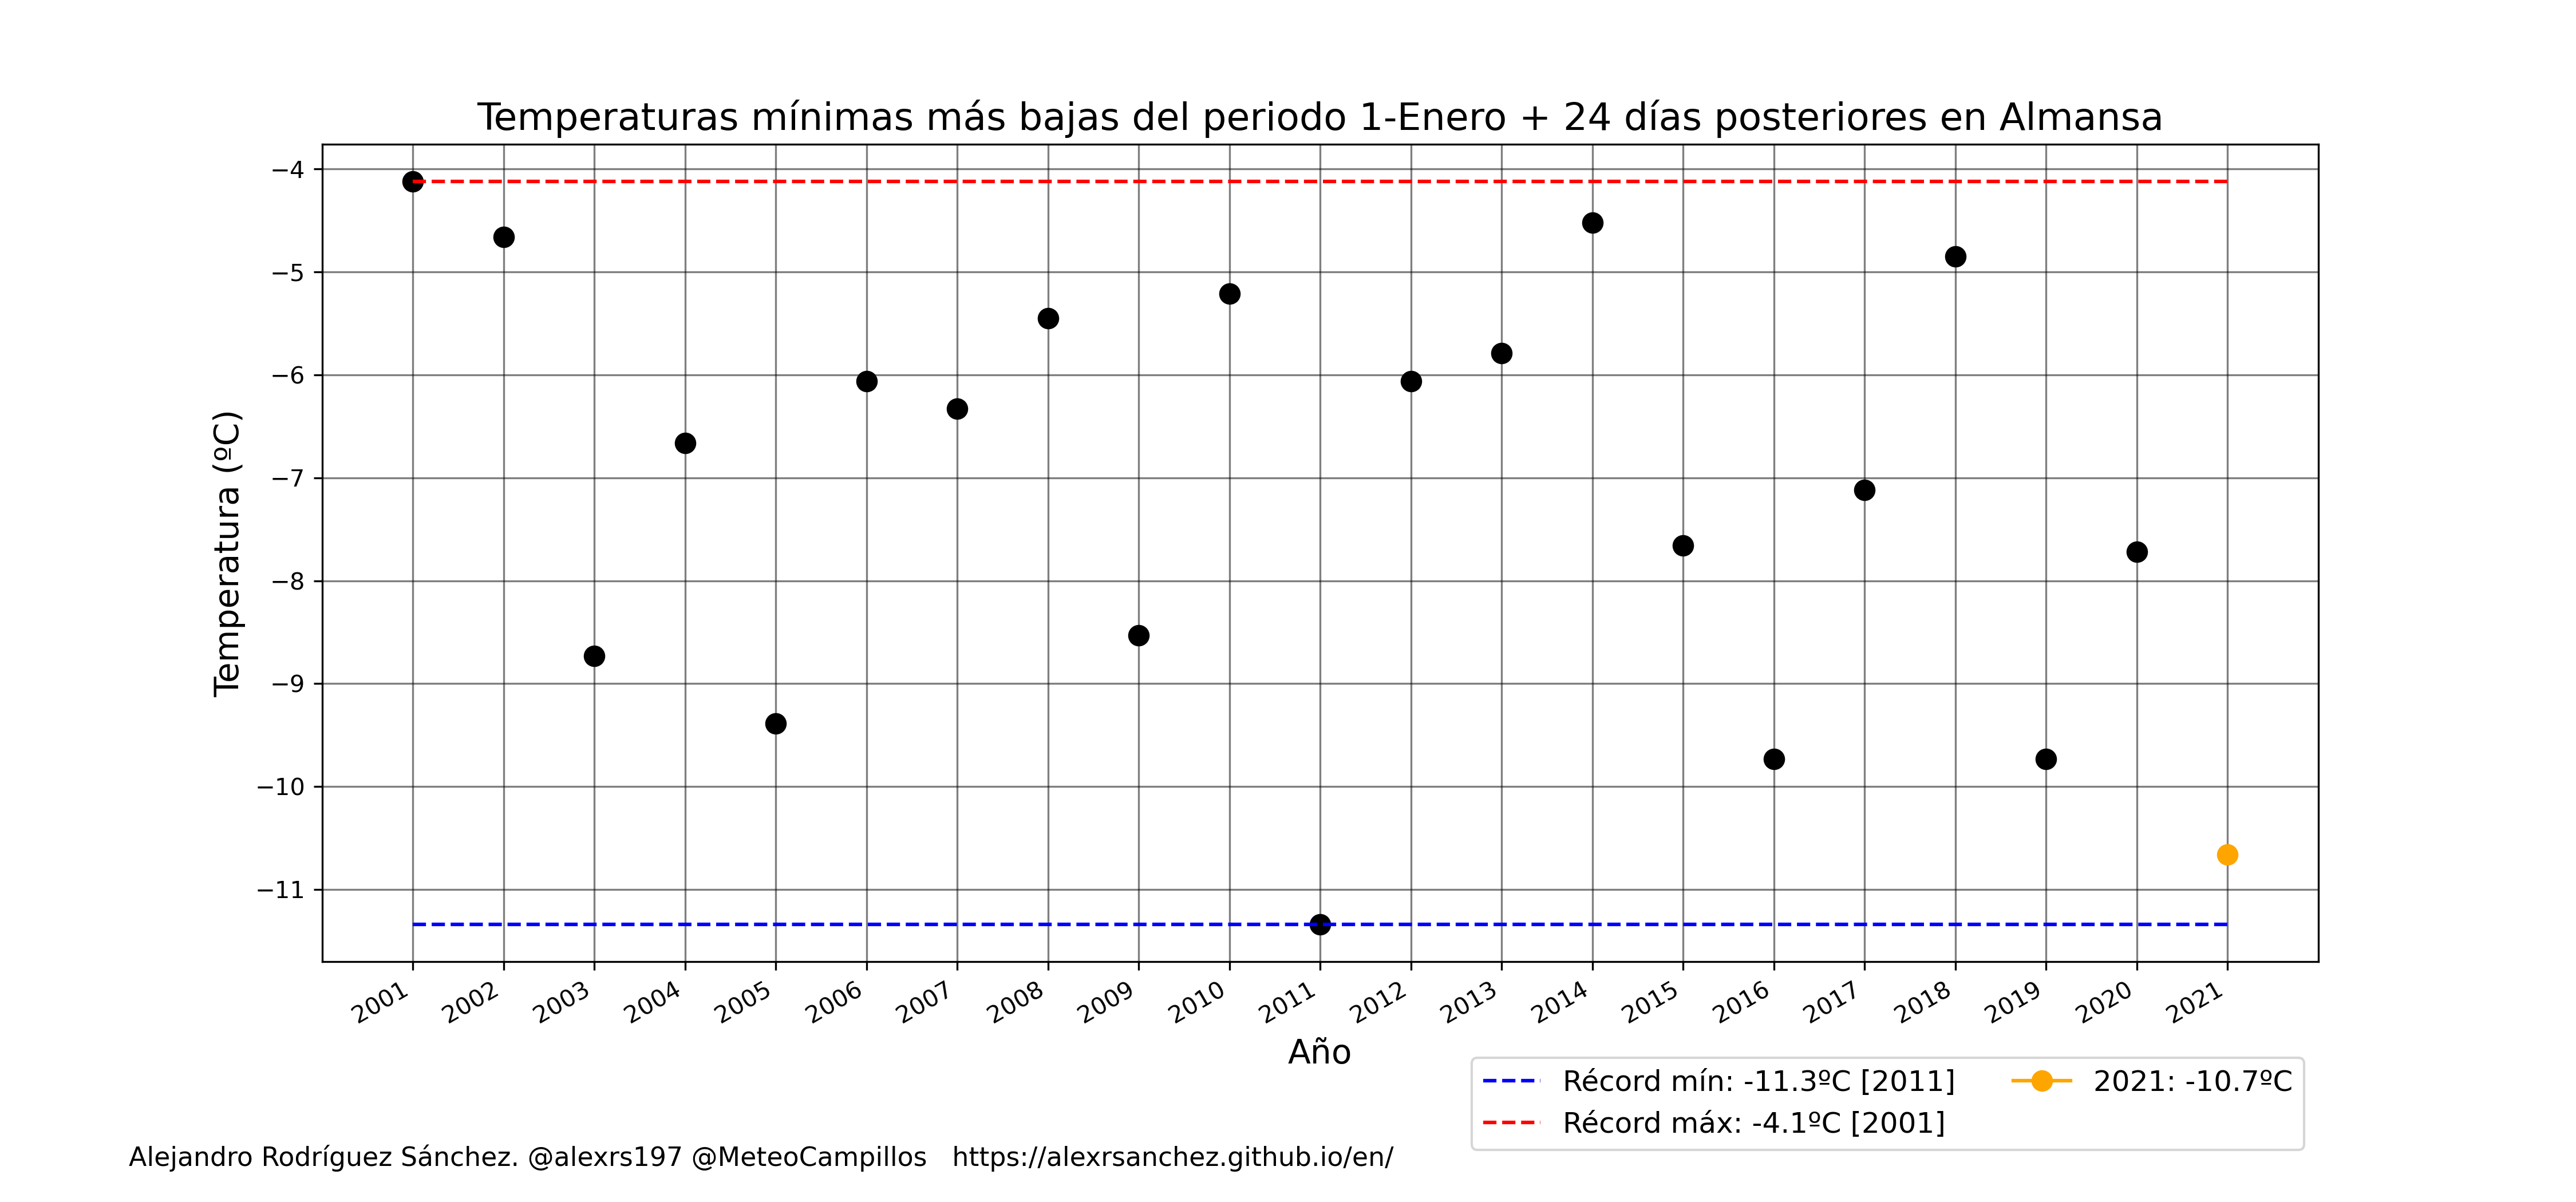 Temperaturas mínimas más bajas del periodo 1-Enero + 24 días posteriores en Almansa
Temperatura (ºC)
−4
−5
−6
−7
−8
−9
−10
−11
2001 2002 2003 2004 2005 2006 2007 2008 2009 2010 2011 2012 2013 2014 2015 2016 2017 2018 2019 2020 2021
Año
Récord mín: -11.3ºC [2011]
Récord máx: -4.1ºC [2001]
2021: -10.7ºC
Alejandro Rodríguez Sánchez. @alexrs197 @MeteoCampillos https://alexrsanchez.github.io/en/